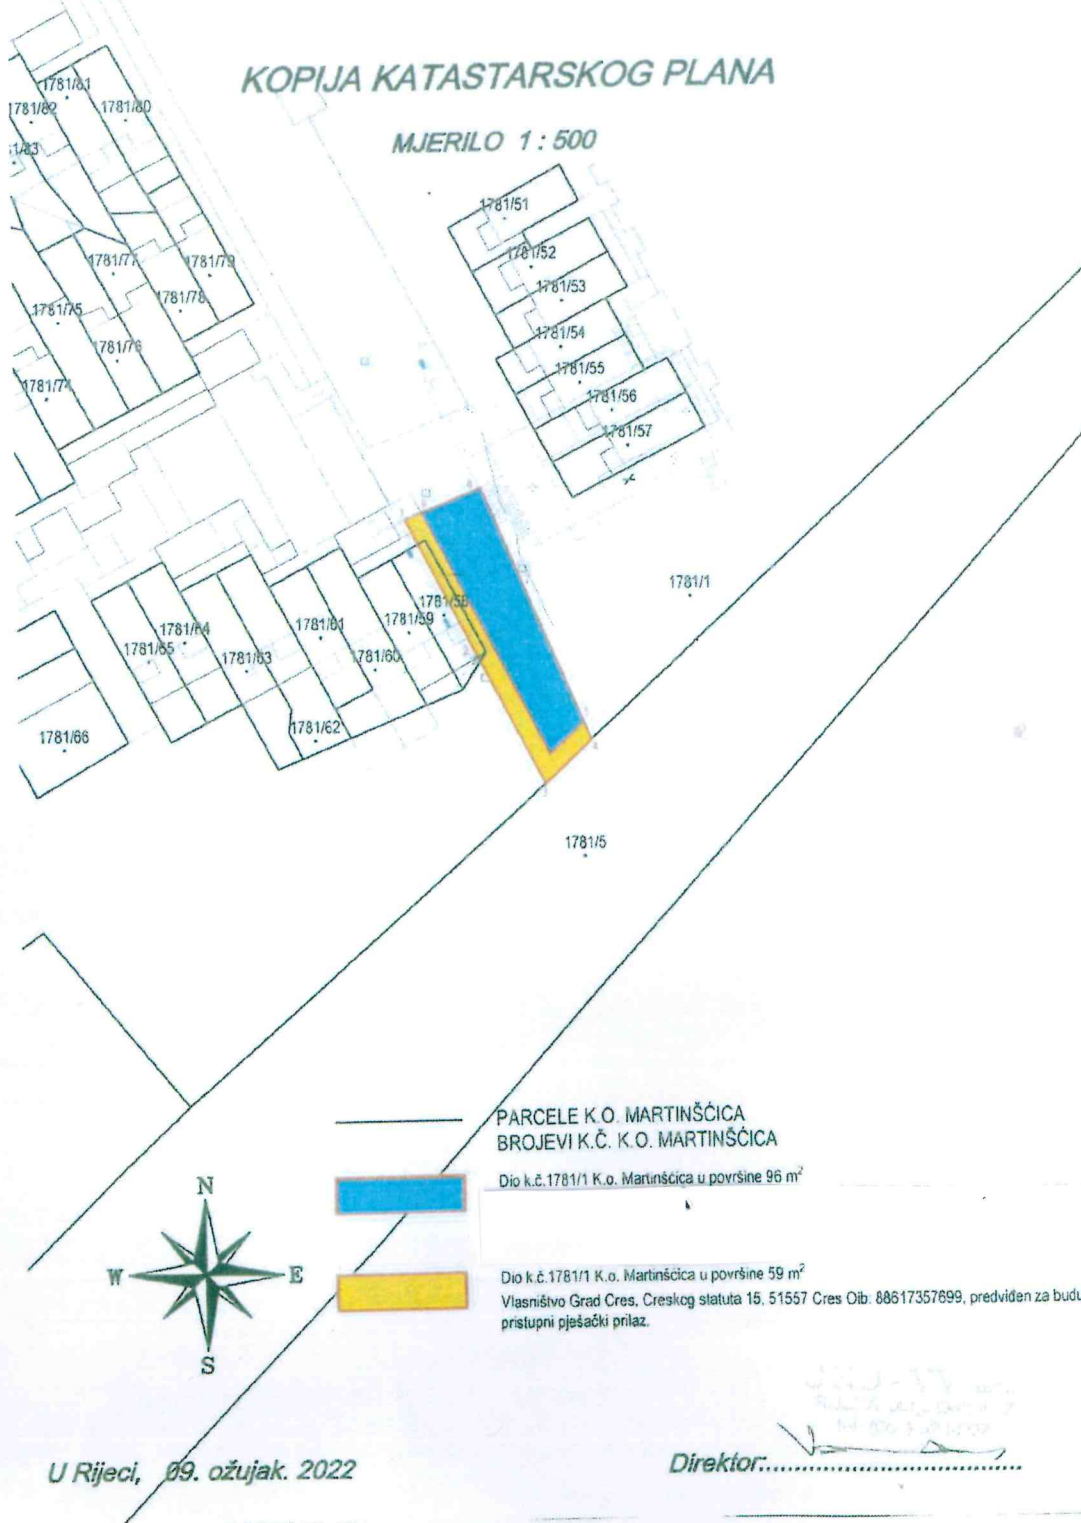 KOPIJA KATASTARSKOG PLANA
MJERILO 1 : 500
1781/81
1781/82
1781/80
1781/51
1781/52
1781/77
1781/79
1781/53
1781/78
1781/75
1781/54
1781/76
1781/55
1781/74
1781/56
1781/57
1781/1
1781/58
1781/59
1781/61
1781/64
1781/65
1781/63
1781/60
1781/62
1781/66
1781/5
PARCELE K.O. MARTINŠĆICA
BROJEVI K.Č. K.O. MARTINŠĆICA
Dio k.č.1781/1 K.o. Martinšćica u površine 96 m²
N
W E
S
Dio k.č.1781/1 K.o. Martinšćica u površine 59 m²
Vlasništvo Grad Cres, Creskog statuta 15, 51557 Cres Oib: 88617357699, predviđen za budu
pristupni pješački prilaz.
U Rijeci, 09. ožujak. 2022
Direktor: